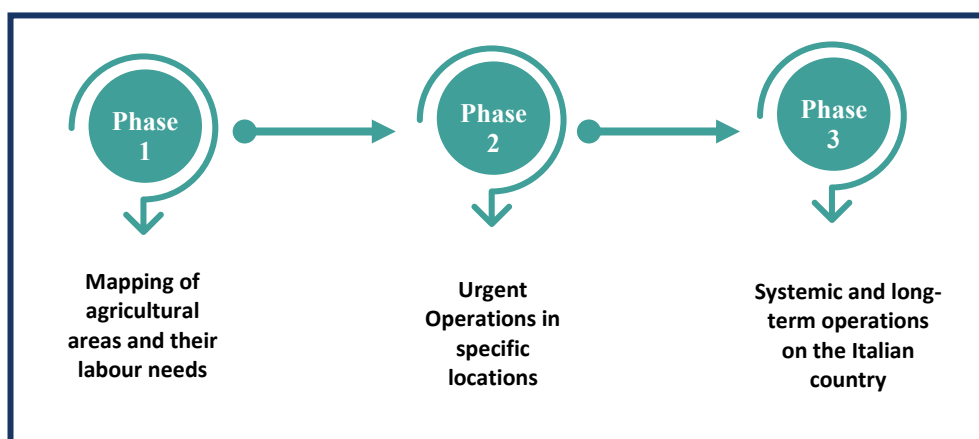 Phase
1
Phase
2
Phase
3
Mapping of
agricultural
areas and their
labour needs
Urgent
Operations in
specific
locations
Systemic and long-
term operations
on the Italian
country